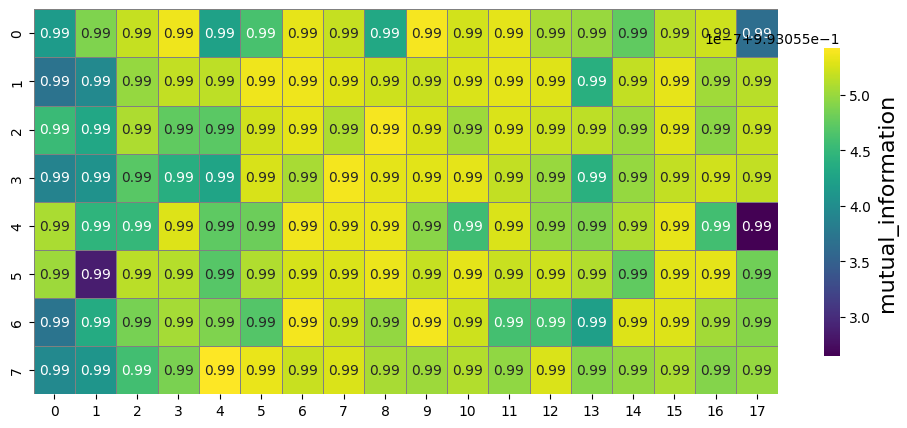 0 0.99 0.99 0.99 0.99 0.99 0.99 0.99 0.99 0.99 0.99 0.99 0.99 0.99 0.99 0.99 0.99 0.99 0.99
1e−7+9.93055e−1
1 0.99 0.99 0.99 0.99 0.99 0.99 0.99 0.99 0.99 0.99 0.99 0.99 0.99 0.99 0.99 0.99 0.99 0.99
2 0.99 0.99 0.99 0.99 0.99 0.99 0.99 0.99 0.99 0.99 0.99 0.99 0.99 0.99 0.99 0.99 0.99 0.99
3 0.99 0.99 0.99 0.99 0.99 0.99 0.99 0.99 0.99 0.99 0.99 0.99 0.99 0.99 0.99 0.99 0.99 0.99
4 0.99 0.99 0.99 0.99 0.99 0.99 0.99 0.99 0.99 0.99 0.99 0.99 0.99 0.99 0.99 0.99 0.99 0.99
5 0.99 0.99 0.99 0.99 0.99 0.99 0.99 0.99 0.99 0.99 0.99 0.99 0.99 0.99 0.99 0.99 0.99 0.99
6 0.99 0.99 0.99 0.99 0.99 0.99 0.99 0.99 0.99 0.99 0.99 0.99 0.99 0.99 0.99 0.99 0.99 0.99
7 0.99 0.99 0.99 0.99 0.99 0.99 0.99 0.99 0.99 0.99 0.99 0.99 0.99 0.99 0.99 0.99 0.99 0.99
0 1 2 3 4 5 6 7 8 9 10 11 12 13 14 15 16 17
5.0
4.5
4.0
3.5
3.0
mutual_information